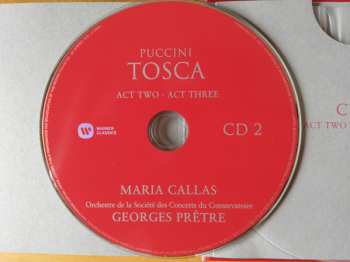 PUCCINI
TOSCA
ACT TWO · ACT THREE
WARNER
CLASSICS
CD 2
C
ACT TWO
MARIA CALLAS
Orchestre de la Société des Concerts du Conservatoire
GEORGES PRÊTRE